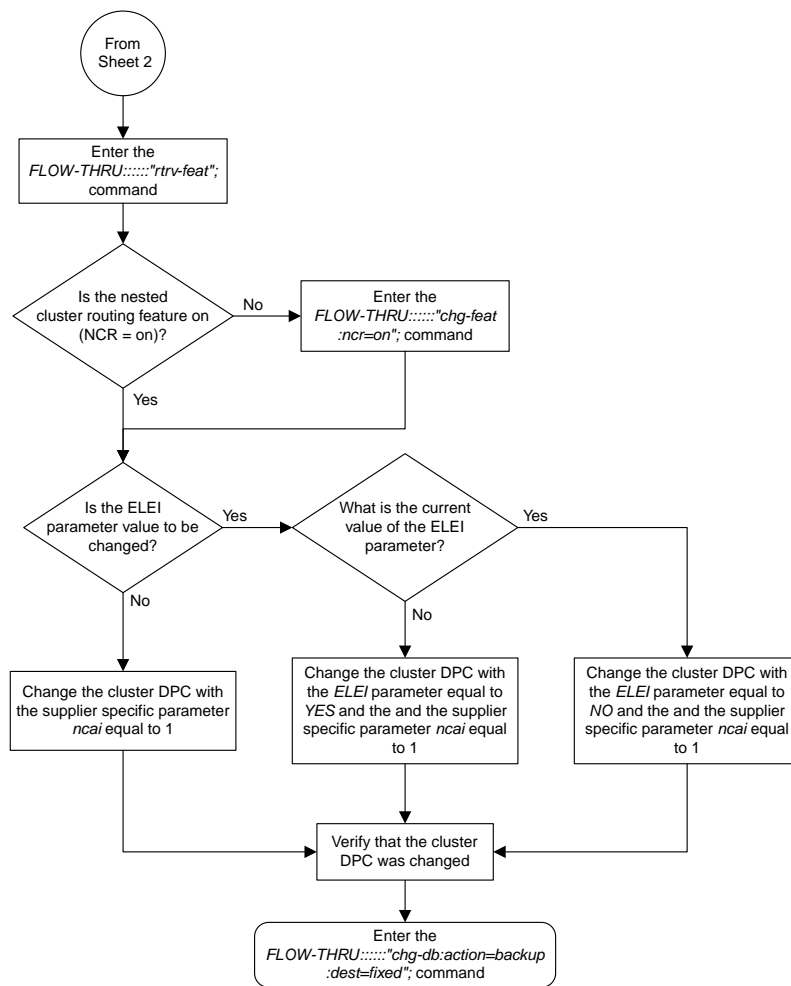 From
Sheet 2
Enter the
FLOW-THRU::::::"rtrv-feat";
command
Is the nested
cluster routing feature on
(NCR = on)?
No
Enter the
FLOW-THRU::::::"chg-feat
:ncr=on"; command
Yes
Is the ELEI
parameter value to be
changed?
Yes
What is the current
value of the ELEI
parameter?
Yes
No
No
Change the cluster DPC with
the supplier specific parameter
ncai equal to 1
Change the cluster DPC with
the ELEI parameter equal to
YES and the and the supplier
specific parameter ncai equal
to 1
Change the cluster DPC with
the ELEI parameter equal to
NO and the and the supplier
specific parameter ncai equal
to 1
Verify that the cluster
DPC was changed
Enter the
FLOW-THRU::::::"chg-db:action=backup
:dest=fixed"; command